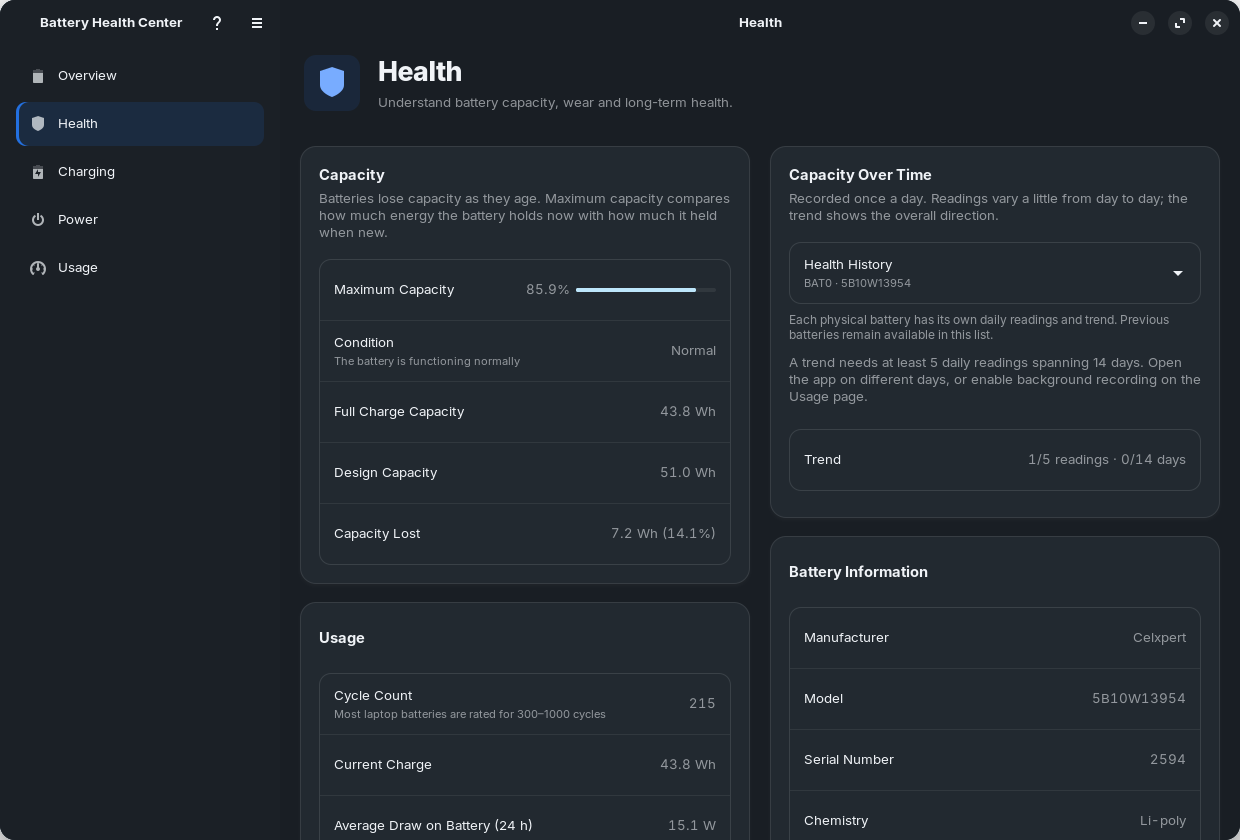 Battery Health Center
Health
Overview
Health
Charging
Power
Usage
Health
Understand battery capacity, wear and long-term health.
Capacity
Batteries lose capacity as they age. Maximum capacity compares
how much energy the battery holds now with how much it held
when new.
Maximum Capacity 85.9%
Condition
The battery is functioning normally
Normal
Full Charge Capacity 43.8 Wh
Design Capacity 51.0 Wh
Capacity Lost 7.2 Wh (14.1%)
Usage
Cycle Count
Most laptop batteries are rated for 300–1000 cycles
215
Current Charge 43.8 Wh
Average Draw on Battery (24 h) 15.1 W
Capacity Over Time
Recorded once a day. Readings vary a little from day to day; the
trend shows the overall direction.
Health History
BAT0 · 5B10W13954
Each physical battery has its own daily readings and trend. Previous
batteries remain available in this list.
A trend needs at least 5 daily readings spanning 14 days. Open
the app on different days, or enable background recording on the
Usage page.
Trend 1/5 readings · 0/14 days
Battery Information
Manufacturer Celxpert
Model 5B10W13954
Serial Number 2594
Chemistry Li-poly